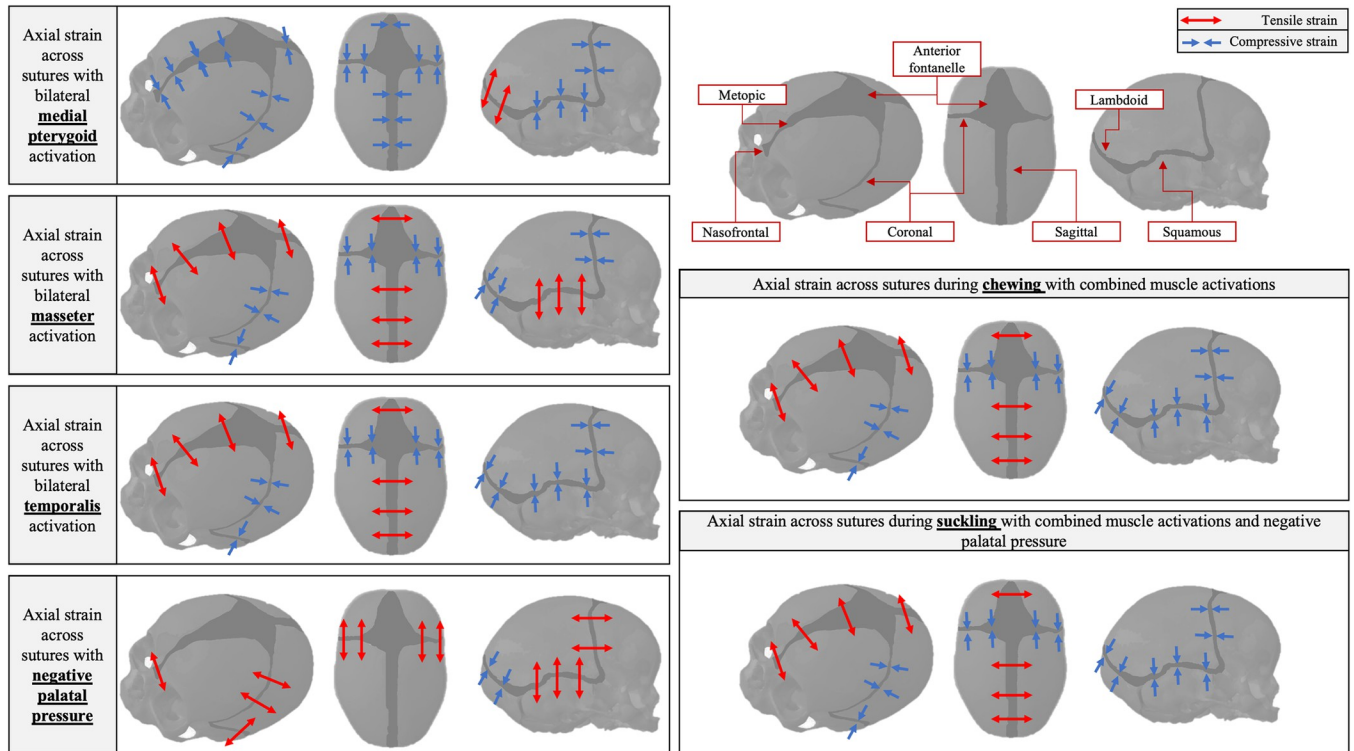 Axial strain
across
sutures with
bilateral
medial
pterygoid
activation
Axial strain
across
sutures with
bilateral
masseter
activation
Axial strain
across
sutures with
bilateral
temporalis
activation
Axial strain
across
sutures with
negative
palatal
pressure
Tensile strain
Compressive strain
Anterior
fontanelle
Metopic
Lambdoid
Nasofrontal
Coronal
Sagittal
Squamous
Axial strain across sutures during chewing with combined muscle activations
Axial strain across sutures during suckling with combined muscle activations and negative
palatal pressure